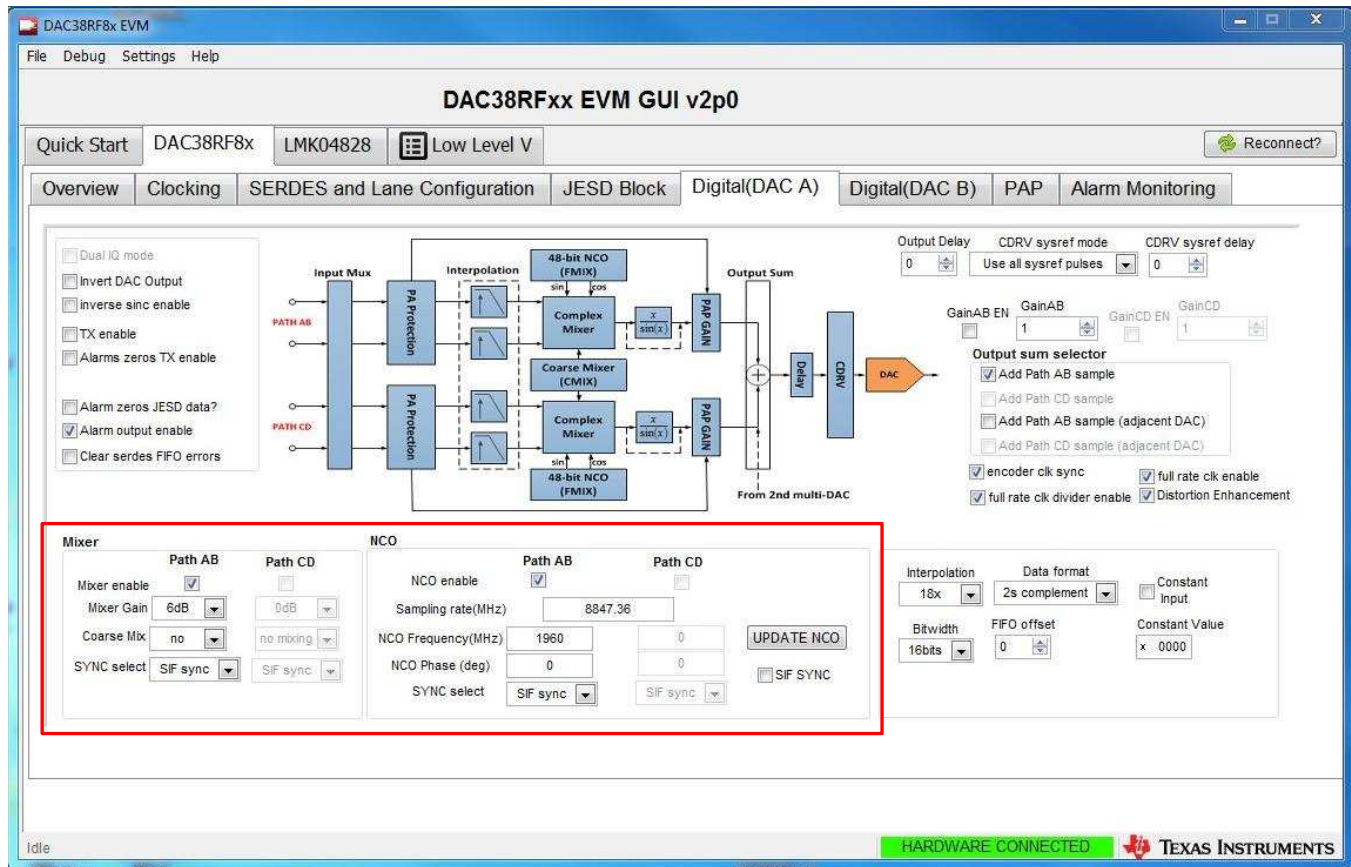 DAC38RF8x EVM
File Debug Settings Help
DAC38RFxx EVM GUI v2p0
Quick Start DAC38RF8x LMK04828 Low Level V Reconnect?
Overview Clocking SERDES and Lane Configuration JESD Block Digital(DAC A) Digital(DAC B) PAP Alarm Monitoring
Dual IQ mode
Invert DAC Output
inverse sinc enable
TX enable
Alarms zeros TX enable
Alarm zeros JESD data?
Alarm output enable
Clear serdes FIFO errors
Input Mux
Interpolation
48-bit NCO
(FMIX)
sin cos
Output Sum
PATH AB
PA Protection
Complex
Mixer
x
sin(x)
PAP GAIN
Coarse Mixer
(CMIX)
Delay
CDRV
DAC
PATH CD
PA Protection
Complex
Mixer
x
sin(x)
PAP GAIN
sin cos
48-bit NCO
(FMIX)
From 2nd multi-DAC
Output Delay CDRV sysref mode CDRV sysref delay
0 Use all sysref pulses 0
GainAB EN GainAB GainCD EN GainCD
1 1
Output sum selector
Add Path AB sample
Add Path CD sample
Add Path AB sample (adjacent DAC)
Add Path CD sample (adjacent DAC)
encoder clk sync full rate clk enable
full rate clk divider enable Distortion Enhancement
Mixer
Path AB Path CD
Mixer enable
Mixer Gain 6dB 0dB
Coarse Mix no no mixing
SYNC select SIF sync SIF sync
NCO
Path AB Path CD
NCO enable
Sampling rate(MHz) 8847.36
NCO Frequency(MHz) 1960 0 UPDATE NCO
NCO Phase (deg) 0 0 SIF SYNC
SYNC select SIF sync SIF sync
Interpolation Data format Constant Input
18x 2s complement
Bitwidth FIFO offset Constant Value
16bits 0 x 0000
Idle HARDWARE CONNECTED TEXAS INSTRUMENTS